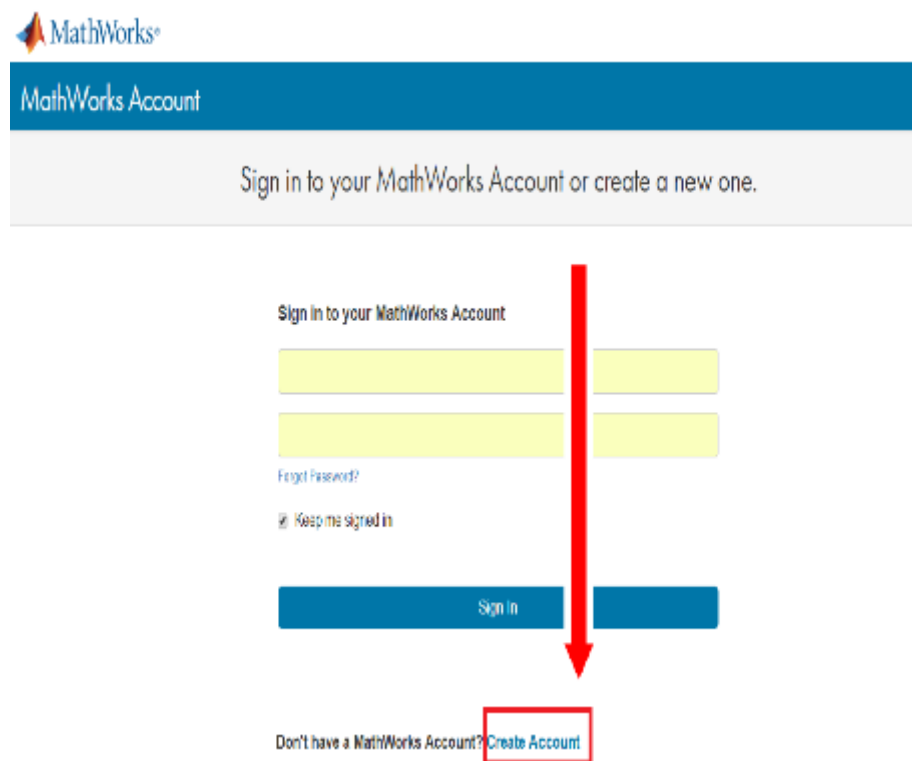 MathWorks®
MathWorks Account
Sign in to your MathWorks Account or create a new one.
Sign in to your MathWorks Account
Forgot Password?
Keep me signed in
Sign In
Don't have a MathWorks Account? Create Account